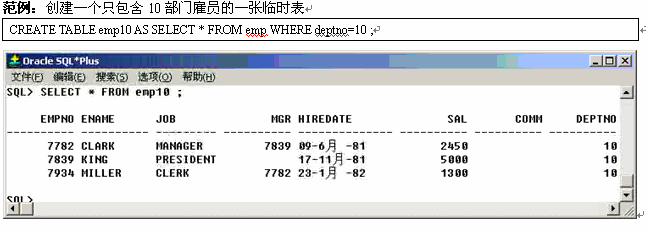 范例：创建一个只包含 10 部门雇员的一张临时表
CREATE TABLE emp10 AS SELECT * FROM emp WHERE deptno=10 ;
Oracle SQL*Plus
文件(F) 编辑(E) 搜索(S) 选项(O) 帮助(H)
SQL> SELECT * FROM emp10 ;
EMPNO ENAME JOB MGR HIREDATE SAL COMM DEPTNO
---------- ---------- --------- ---------- -------------- ---------- ---------- ----------
7782 CLARK MANAGER 7839 09-6月 -81 2450 10
7839 KING PRESIDENT 17-11月-81 5000 10
7934 MILLER CLERK 7782 23-1月 -82 1300 10
SQL>